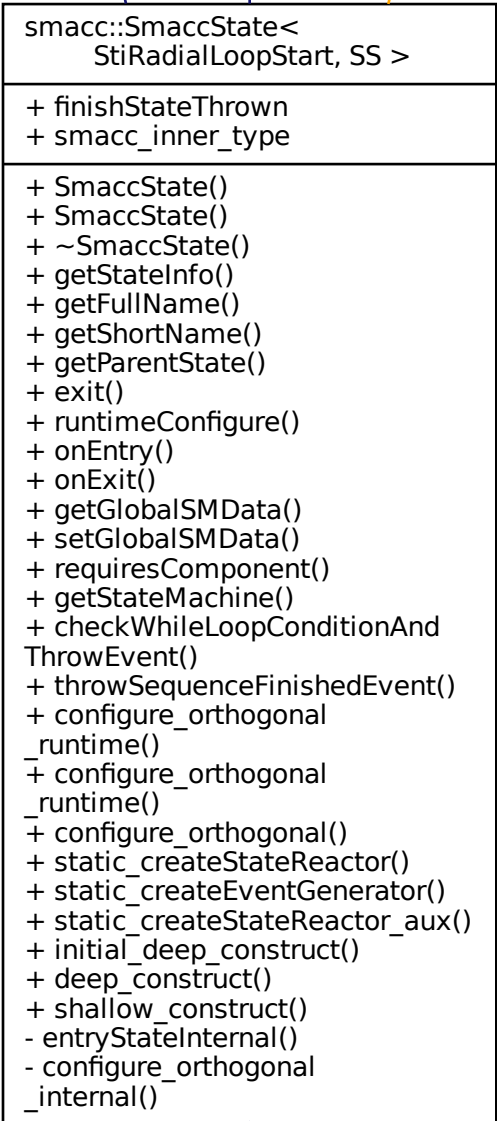 smacc::SmaccState<
StiRadialLoopStart, SS >
+ finishStateThrown
+ smacc_inner_type
+ SmaccState()
+ SmaccState()
+ ~SmaccState()
+ getStateInfo()
+ getFullName()
+ getShortName()
+ getParentState()
+ exit()
+ runtimeConfigure()
+ onEntry()
+ onExit()
+ getGlobalSMData()
+ setGlobalSMData()
+ requiresComponent()
+ getStateMachine()
+ checkWhileLoopConditionAnd
ThrowEvent()
+ throwSequenceFinishedEvent()
+ configure_orthogonal
_runtime()
+ configure_orthogonal
_runtime()
+ configure_orthogonal()
+ static_createStateReactor()
+ static_createEventGenerator()
+ static_createStateReactor_aux()
+ initial_deep_construct()
+ deep_construct()
+ shallow_construct()
- entryStateInternal()
- configure_orthogonal
_internal()